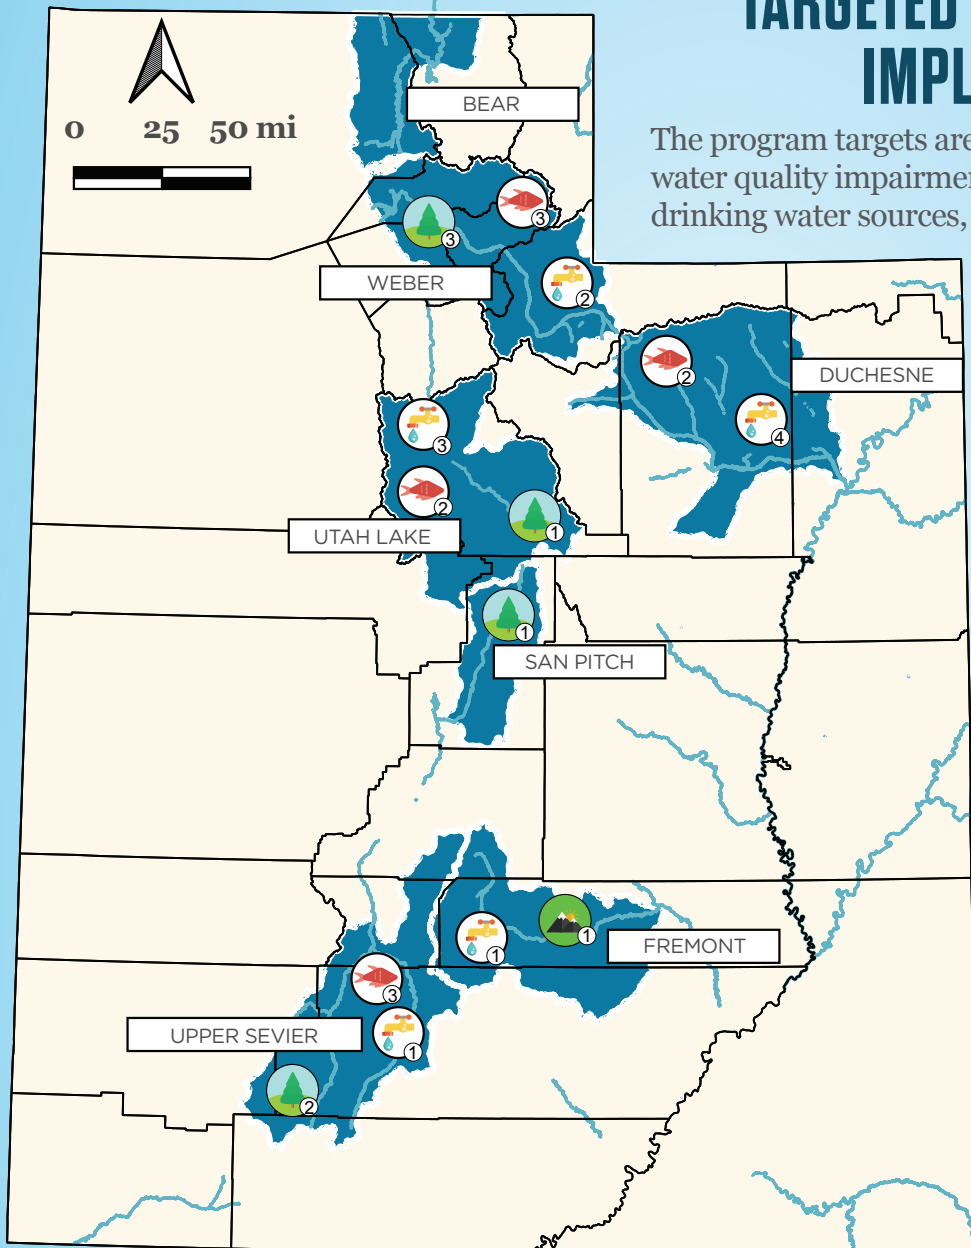 TARGETED
IMPL
The program targets are
water quality impairmen
drinking water sources,
0 25 50 mi
BEAR
3
3
WEBER
2
2
DUCHESNE
4
3
2
1
UTAH LAKE
1
SAN PITCH
1
1
FREMONT
3
UPPER SEVIER
1
2